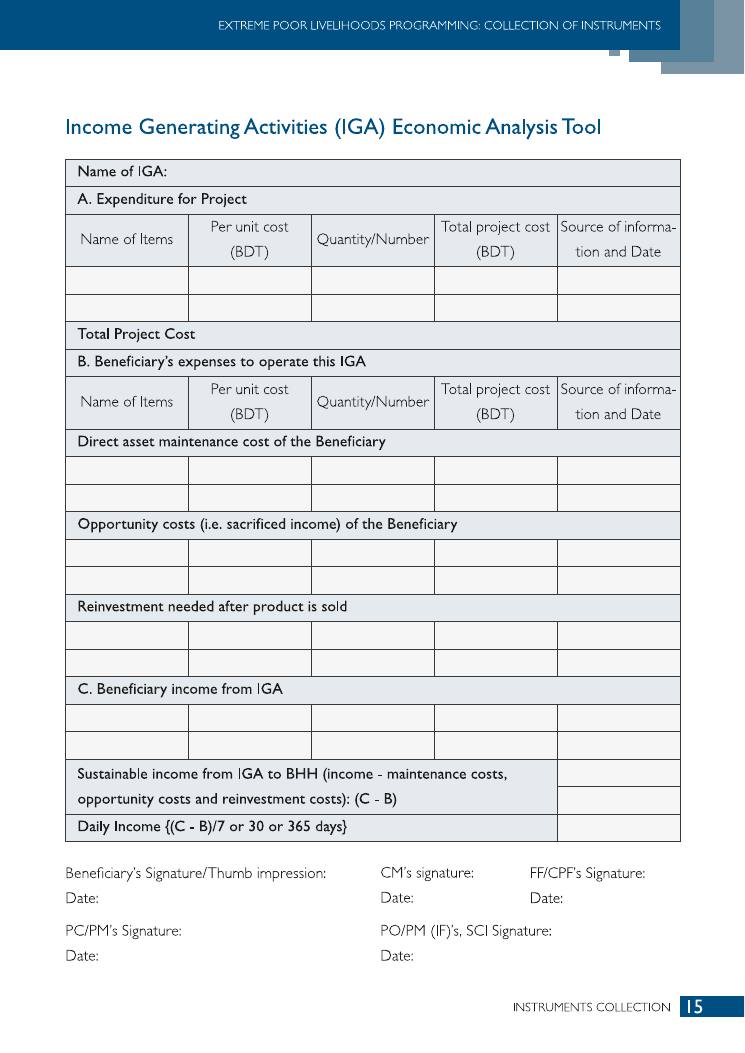 EXTREME POOR LIVELIHOODS PROGRAMMING: COLLECTION OF INSTRUMENTS
Income Generating Activities (IGA) Economic Analysis Tool
Name of IGA:
A. Expenditure for Project
Name of Items
Per unit cost
(BDT)
Quantity/Number
Total project cost
(BDT)
Source of informa-
tion and Date
Total Project Cost
B. Beneficiary's expenses to operate this IGA
Name of Items
Per unit cost
(BDT)
Quantity/Number
Total project cost
(BDT)
Source of informa-
tion and Date
Direct asset maintenance cost of the Beneficiary
Opportunity costs (i.e. sacrificed income) of the Beneficiary
Reinvestment needed after product is sold
C. Beneficiary income from IGA
Sustainable income from IGA to BHH (income - maintenance costs,
opportunity costs and reinvestment costs): (C - B)
Daily Income {(C - B)/7 or 30 or 365 days}
Beneficiary's Signature/Thumb impression:
CM's signature:
FF/CPF's Signature:
Date:
Date:
Date:
PC/PM's Signature:
PO/PM (IF)'s, SCI Signature:
Date:
Date:
INSTRUMENTS COLLECTION 15